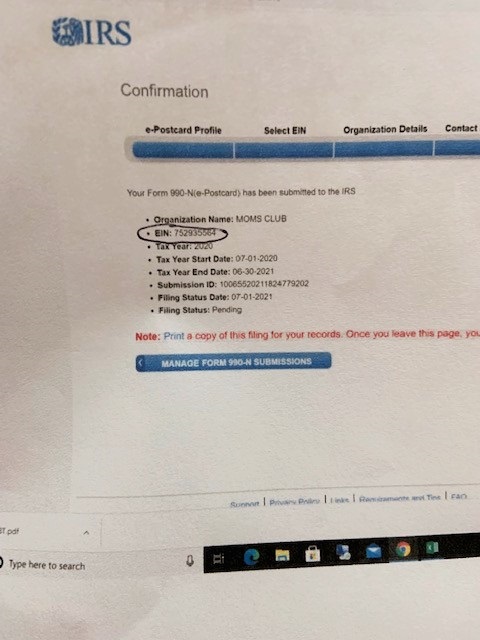 IRS
Confirmation
e-Postcard Profile Select EIN Organization Details Contact
Your Form 990-N(e-Postcard) has been submitted to the IRS
• Organization Name: MOMS CLUB
• EIN: 752935564
• Tax Year: 2020
• Tax Year Start Date: 07-01-2020
• Tax Year End Date: 06-30-2021
• Submission ID: 10065520211824779202
• Filing Status Date: 07-01-2021
• Filing Status: Pending
Note: Print a copy of this filing for your records. Once you leave this page, you
MANAGE FORM 990-N SUBMISSIONS
Support | Privacy Policy | Links | Requirements and Tips | FAQ
IT.pdf
Type here to search